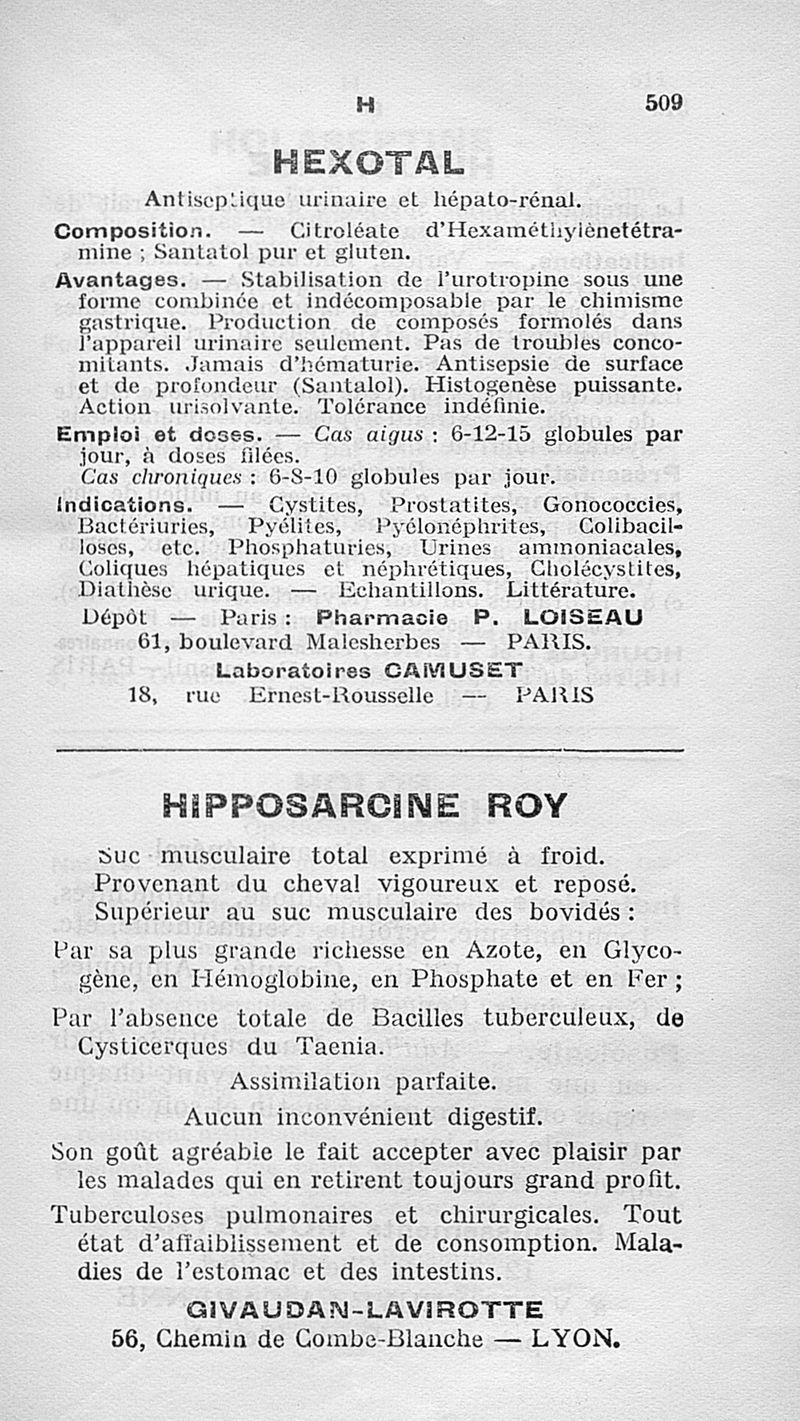 H 509
HEXOTAL
Antiseptique urinaire et hépato-rénal.
Composition. — Citroléate d'Hexaméthylènetétra-
mine ; Santatol pur et gluten.
Avantages. — Stabilisation de l'urotropine sous une
forme combinée et indécomposable par le chimisme
gastrique. Production de composés formolés dans
l'appareil urinaire seulement. Pas de troubles conco-
mitants. Jamais d'hématurie. Antisepsie de surface
et de profondeur (Santalol). Histogenèse puissante.
Action urisolvante. Tolérance indéfinie.
Emploi et doses. — Cas aigus : 6-12-15 globules par
jour, à doses filées.
Cas chroniques : 6-8-10 globules par jour.
Indications. — Cystites, Prostatites, Gonococcies,
Bactériuries, Pyélites, Pyélonéphrites, Colibacil-
loses, etc. Phosphaturies, Urines ammoniacales,
Coliques hépatiques et néphrétiques, Cholécystites,
Diathèse urique. — Echantillons. Littérature.
Dépôt — Paris : Pharmacie P. LOISEAU
61, boulevard Malesherbes — PARIS.
Laboratoires CAMUSET
18, rue Ernest-Rousselle — PARIS
HIPPOSARCINE ROY
Suc musculaire total exprimé à froid.
Provenant du cheval vigoureux et reposé.
Supérieur au suc musculaire des bovidés :
Par sa plus grande richesse en Azote, en Glyco-
gène, en Hémoglobine, en Phosphate et en Fer ;
Par l'absence totale de Bacilles tuberculeux, de
Cysticerques du Taenia.
Assimilation parfaite.
Aucun inconvénient digestif.
Son goût agréable le fait accepter avec plaisir par
les malades qui en retirent toujours grand profit.
Tuberculoses pulmonaires et chirurgicales. Tout
état d'affaiblissement et de consomption. Mala-
dies de l'estomac et des intestins.
GIVAUDAN-LAVIROTTE
56, Chemin de Combe-Blanche — LYON.